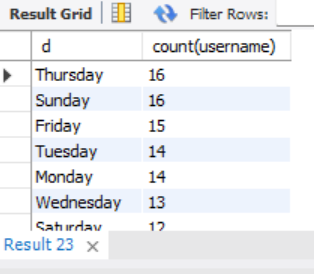 Result Grid Filter Rows:
d count(username)
Thursday 16
Sunday 16
Friday 15
Tuesday 14
Monday 14
Wednesday 13
Saturday 12
Result 23 ×